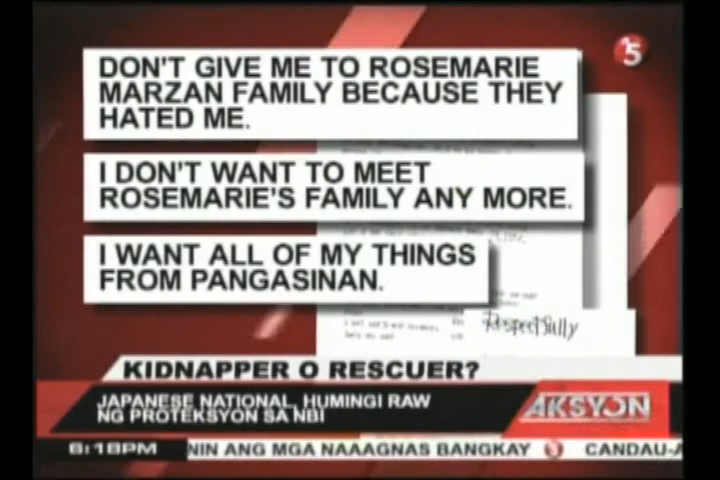 5
DON'T GIVE ME TO ROSEMARIE
MARZAN FAMILY BECAUSE THEY
HATED ME.
I DON'T WANT TO MEET
ROSEMARIE'S FAMILY ANY MORE.
I WANT ALL OF MY THINGS
FROM PANGASINAN.
Respectfully
KIDNAPPER O RESCUER?
JAPANESE NATIONAL, HUMINGI RAW
NG PROTEKSYON SA NBI
AKSYON
6:18PM NIN ANG MGA NAAAGNAS BANGKAY 5 CANDAU-A